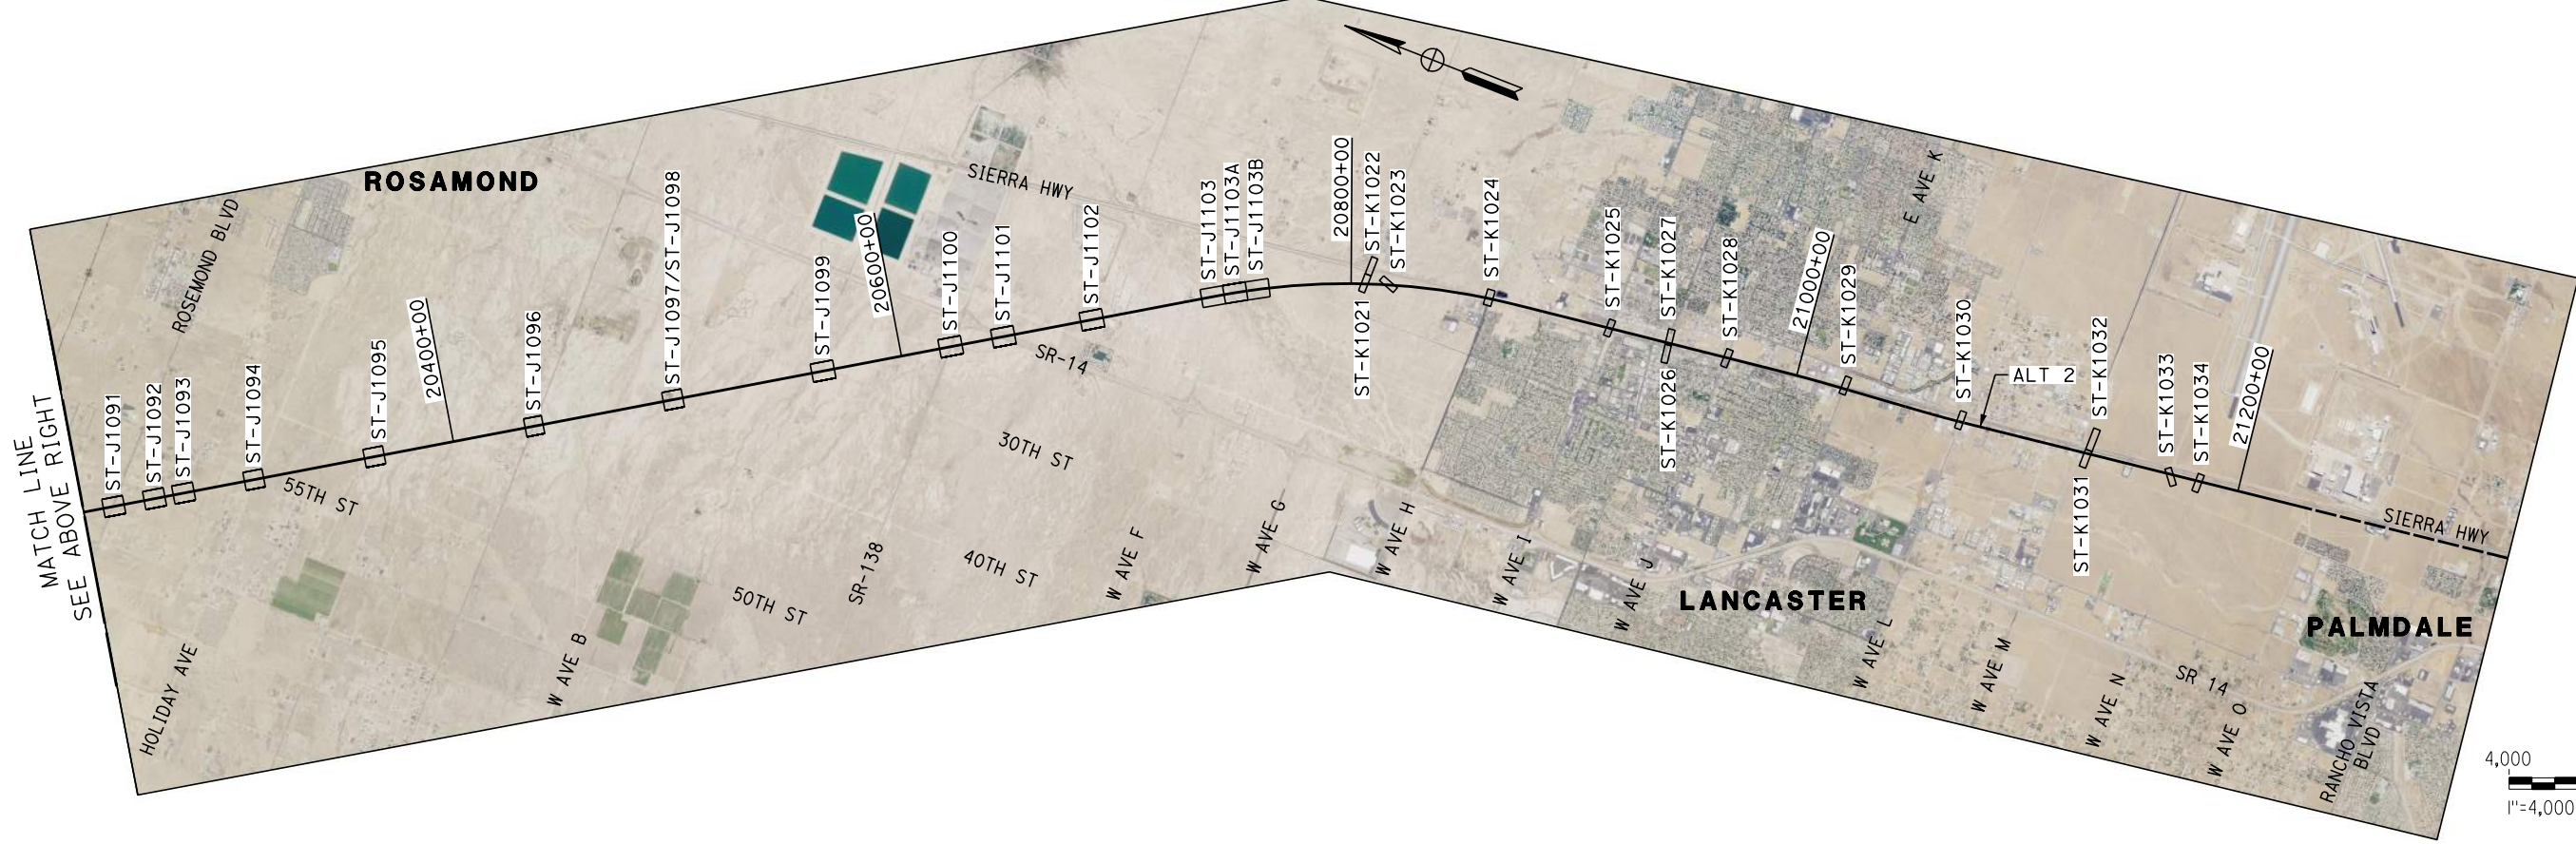 MATCH LINE
SEE ABOVE RIGHT
ROSAMOND
ROSEMOND BLVD
ST-J1091
ST-J1092
ST-J1093
ST-J1094
ST-J1095
20400+00
ST-J1096
ST-J1097/ST-J1098
ST-J1099
20600+00
ST-J1100
ST-J1101
ST-J1102
SIERRA HWY
ST-J1103
ST-J1103A
ST-J1103B
20800+00
ST-K1022
ST-K1023
ST-K1021
ST-K1024
ST-K1025
ST-K1027
ST-K1026
ST-K1028
21000+00
ST-K1029
E AVE K
ST-K1030
ALT 2
ST-K1032
ST-K1031
ST-K1033
ST-K1034
21200+00
SIERRA HWY
55TH ST
SR-14
30TH ST
40TH ST
50TH ST
SR-138
HOLIDAY AVE
W AVE B
W AVE F
W AVE G
W AVE H
W AVE I
W AVE J
LANCASTER
W AVE L
W AVE M
W AVE N
SR 14
W AVE O
PALMDALE
RANCHO VISTA
BLVD
4,000
1"=4,000